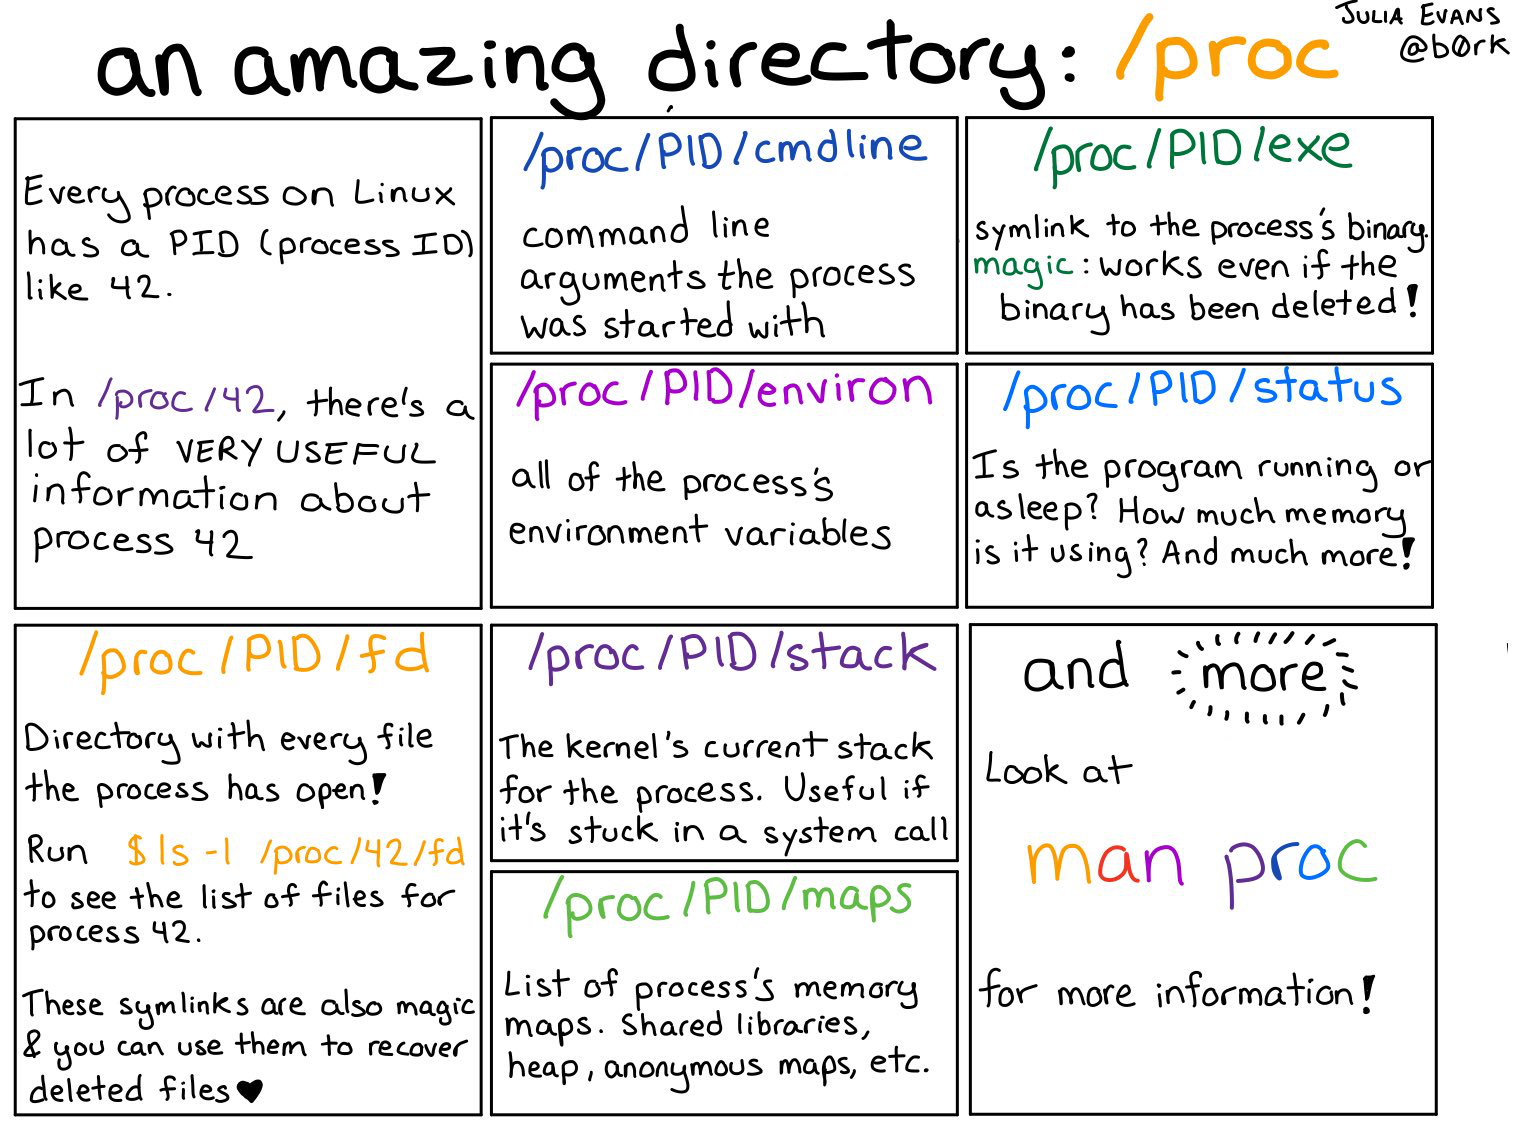 an amazing directory: /proc
JULIA EVANS
@b0rk
Every process on Linux
has a PID (process ID)
like 42.
In /proc/42, there's a
lot of VERY USEFUL
information about
process 42
/proc/PID/cmdline
command line
arguments the process
was started with
/proc/PID/exe
symlink to the process's binary.
magic: works even if the
binary has been deleted!
/proc/PID/environ
all of the process's
environment variables
/proc/PID/status
Is the program running or
asleep? How much memory
is it using? And much more!
/proc/PID/fd
Directory with every file
the process has open!
Run $ ls -l /proc/42/fd
to see the list of files for
process 42.
These symlinks are also magic
& you can use them to recover
deleted files ♥
/proc/PID/stack
The kernel's current stack
for the process. Useful if
it's stuck in a system call
/proc/PID/maps
List of process's memory
maps. Shared libraries,
heap, anonymous maps, etc.
and more
Look at
man proc
for more information!